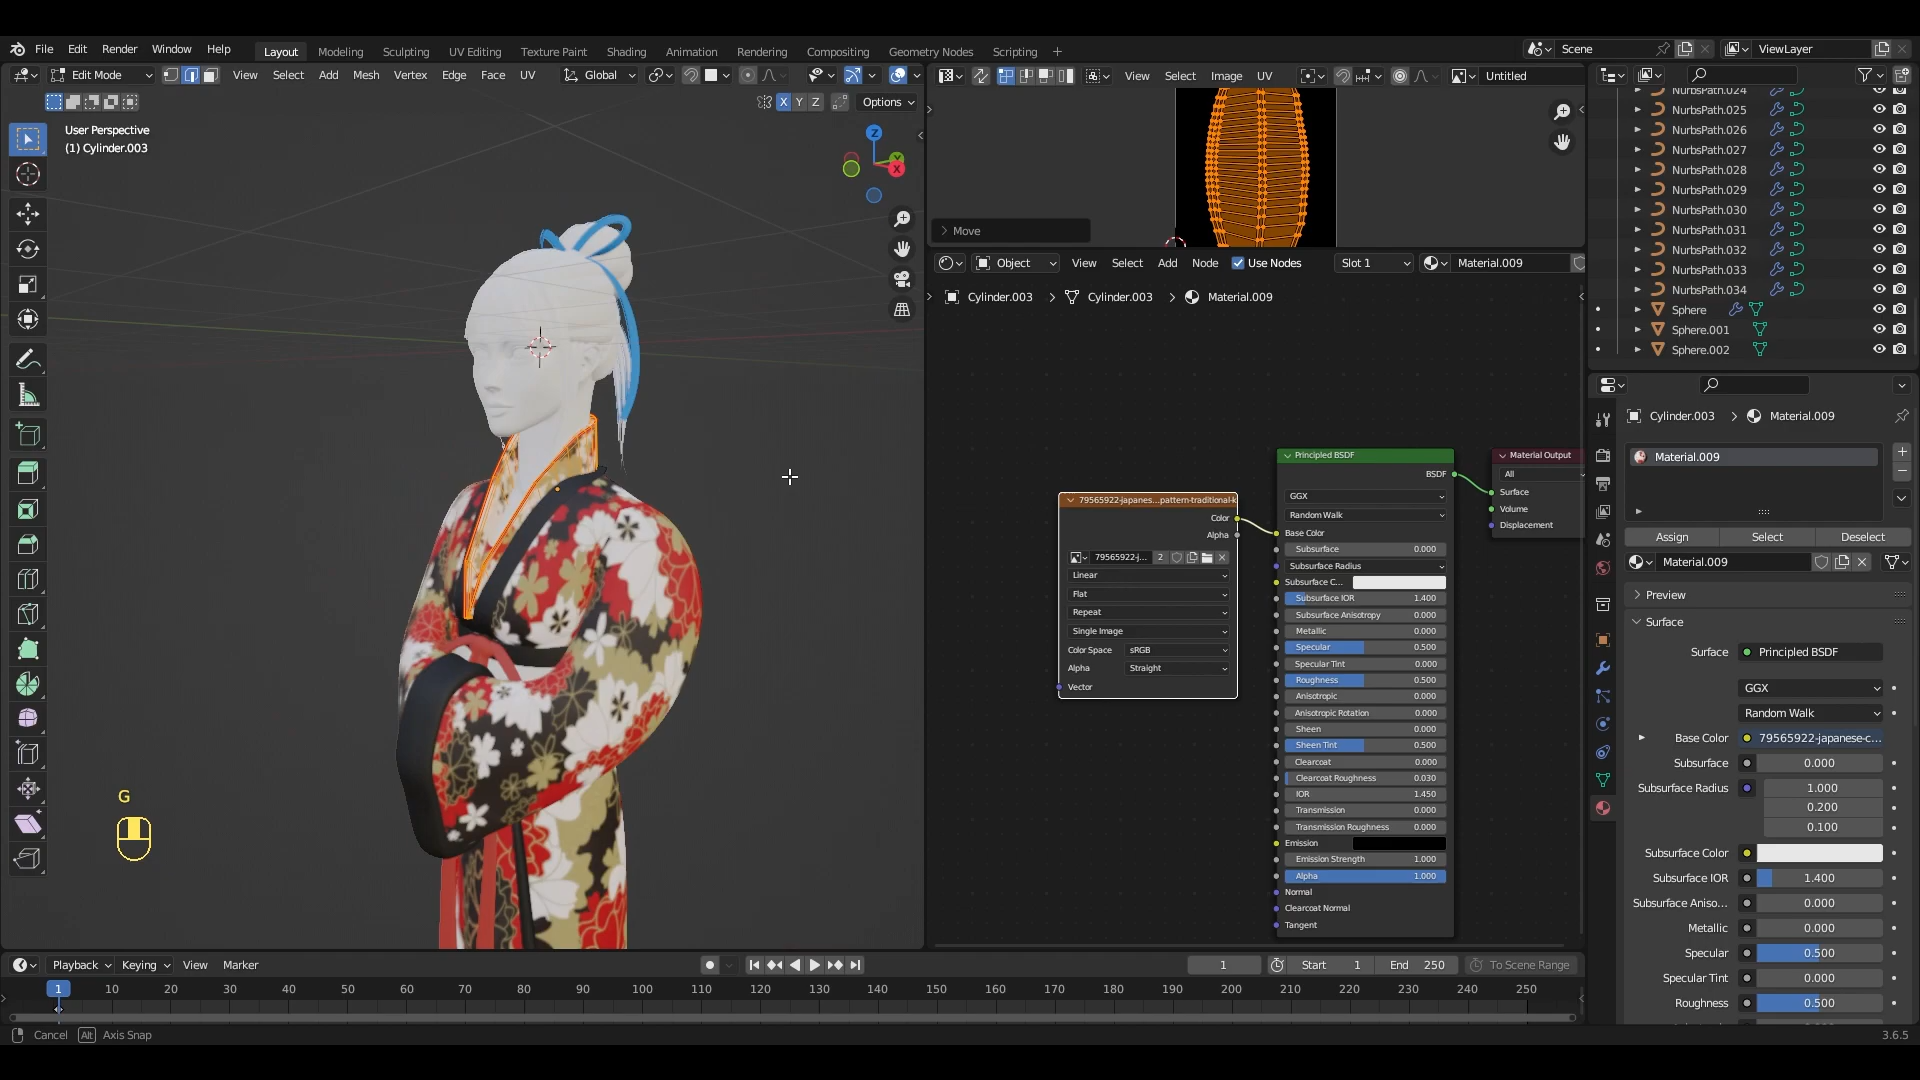 File Edit Render Window Help Layout Modeling Sculpting UV Editing Texture Paint Shading Animation Rendering Compositing Geometry Nodes Scripting + Scene ViewLayer
Edit Mode View Select Add Mesh Vertex Edge Face UV Global
View Select Image UV Untitled
X Y Z Options
User Perspective
(1) Cylinder.003
Z
X
G
Move
Object View Select Add Node Use Nodes Slot 1 Material.009
Cylinder.003 > Cylinder.003 > Material.009
79565922-japanes...pattern-traditional-k
Color
Alpha
79565922-j... 2
Linear
Flat
Repeat
Single Image
Color Space sRGB
Alpha Straight
Vector
Principled BSDF
BSDF
GGX
Random Walk
Base Color
Subsurface 0.000
Subsurface Radius
Subsurface C...
Subsurface IOR 1.400
Subsurface Anisotropy 0.000
Metallic 0.000
Specular 0.500
Specular Tint 0.000
Roughness 0.500
Anisotropic 0.000
Anisotropic Rotation 0.000
Sheen 0.000
Sheen Tint 0.500
Clearcoat 0.000
Clearcoat Roughness 0.030
IOR 1.450
Transmission 0.000
Transmission Roughness 0.000
Emission
Emission Strength 1.000
Alpha 1.000
Normal
Clearcoat Normal
Tangent
Material Output
All
Surface
Volume
Displacement
NurbsPath.024
NurbsPath.025
NurbsPath.026
NurbsPath.027
NurbsPath.028
NurbsPath.029
NurbsPath.030
NurbsPath.031
NurbsPath.032
NurbsPath.033
NurbsPath.034
Sphere
Sphere.001
Sphere.002
Cylinder.003 > Material.009
Material.009
Assign Select Deselect
Material.009
Preview
Surface
Surface Principled BSDF
GGX
Random Walk
Base Color 79565922-japanese-c...
Subsurface 0.000
Subsurface Radius 1.000
0.200
0.100
Subsurface Color
Subsurface IOR 1.400
Subsurface Aniso... 0.000
Metallic 0.000
Specular 0.500
Specular Tint 0.000
Roughness 0.500
Playback Keying View Marker 1 Start 1 End 250 To Scene Range
1 10 20 30 40 50 60 70 80 90 100 110 120 130 140 150 160 170 180 190 200 210 220 230 240 250
Cancel Alt Axis Snap 3.6.5